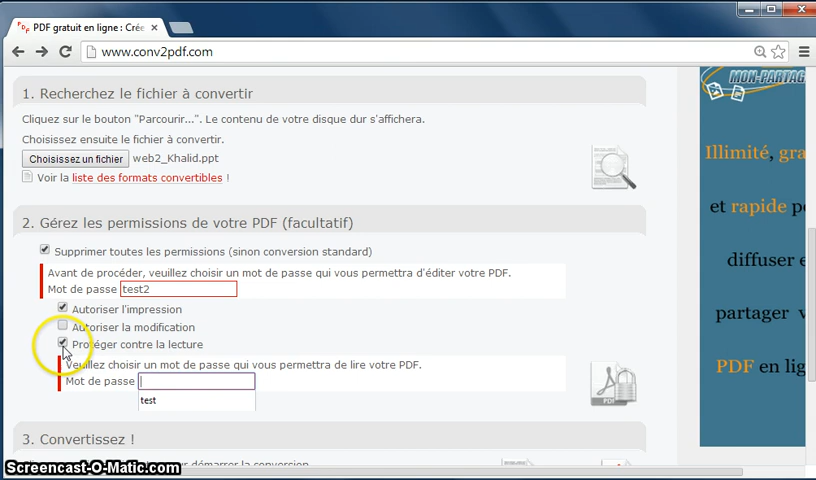 PDF gratuit en ligne : Crée
www.conv2pdf.com
1. Recherchez le fichier à convertir
Cliquez sur le bouton "Parcourir...". Le contenu de votre disque dur s'affichera.
Choisissez ensuite le fichier à convertir.
Choisissez un fichier web2_Khalid.ppt
Voir la liste des formats convertibles !
2. Gérez les permissions de votre PDF (facultatif)
Supprimer toutes les permissions (sinon conversion standard)
Avant de procéder, veuillez choisir un mot de passe qui vous permettra d'éditer votre PDF.
Mot de passe test2
Autoriser l'impression
Autoriser la modification
Protéger contre la lecture
Veuillez choisir un mot de passe qui vous permettra de lire votre PDF.
Mot de passe
test
PDF
3. Convertissez !
démarrer la conversion
MON-PARTAG
Illimité, gra
et rapide po
diffuser e
partager v
PDF en lig
Screencast-O-Matic.com